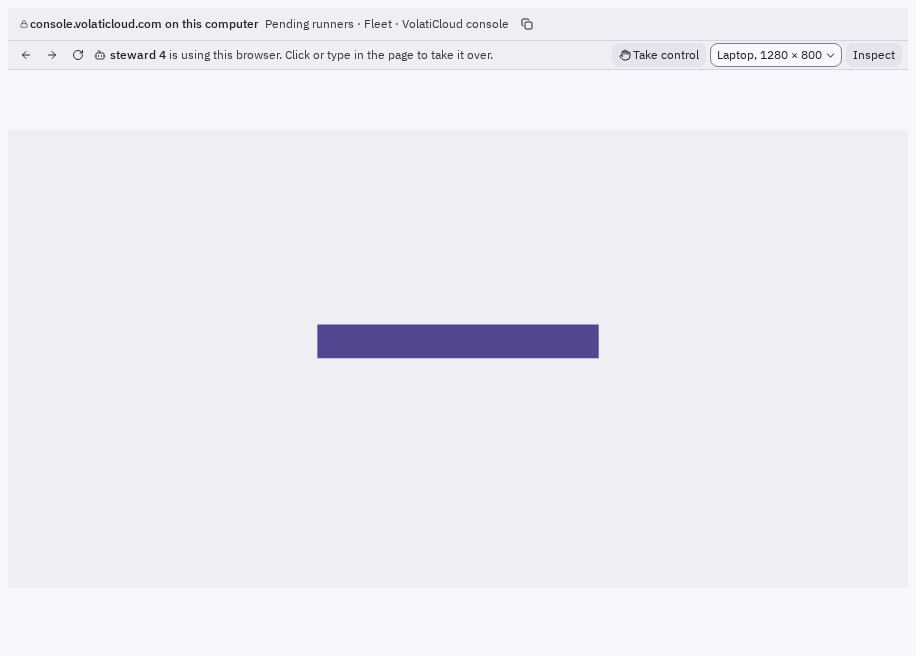 console.volaticloud.com on this computer Pending runners · Fleet · VolatiCloud console
steward 4 is using this browser. Click or type in the page to take it over. Take control Laptop, 1280 × 800 Inspect